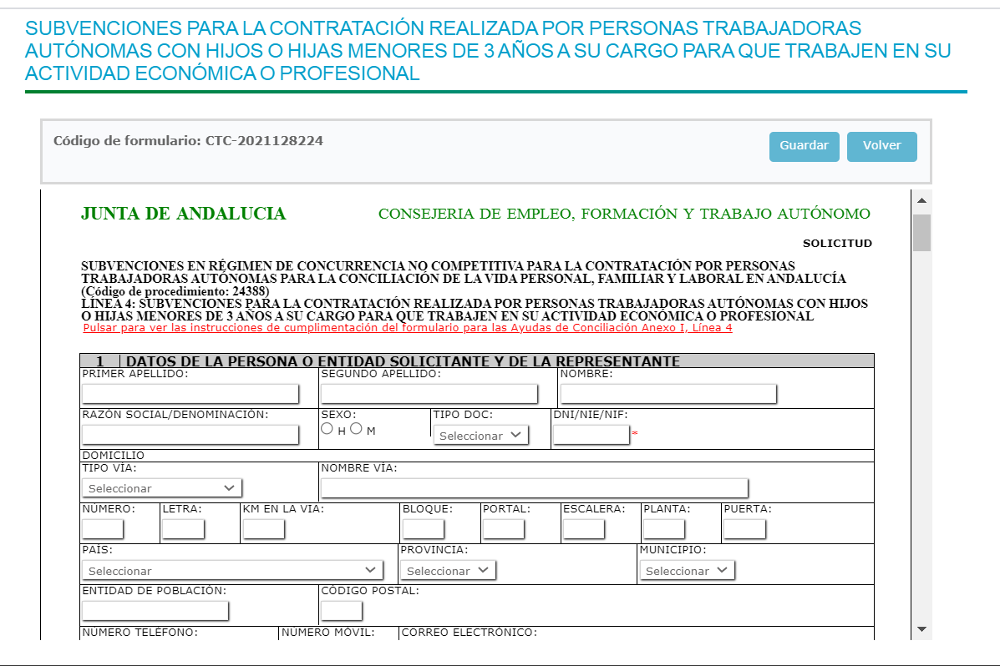 SUBVENCIONES PARA LA CONTRATACIÓN REALIZADA POR PERSONAS TRABAJADORAS
AUTÓNOMAS CON HIJOS O HIJAS MENORES DE 3 AÑOS A SU CARGO PARA QUE TRABAJEN EN SU
ACTIVIDAD ECONÓMICA O PROFESIONAL
Código de formulario: CTC-2021128224
Guardar Volver
JUNTA DE ANDALUCIA CONSEJERIA DE EMPLEO, FORMACIÓN Y TRABAJO AUTÓNOMO
SOLICITUD
SUBVENCIONES EN RÉGIMEN DE CONCURRENCIA NO COMPETITIVA PARA LA CONTRATACIÓN POR PERSONAS
TRABAJADORAS AUTÓNOMAS PARA LA CONCILIACIÓN DE LA VIDA PERSONAL, FAMILIAR Y LABORAL EN ANDALUCÍA
(Código de procedimiento: 24388)
LÍNEA 4: SUBVENCIONES PARA LA CONTRATACIÓN REALIZADA POR PERSONAS TRABAJADORAS AUTÓNOMAS CON HIJOS
O HIJAS MENORES DE 3 AÑOS A SU CARGO PARA QUE TRABAJEN EN SU ACTIVIDAD ECONÓMICA O PROFESIONAL
Pulsar para ver las instrucciones de cumplimentación del formulario para las Ayudas de Conciliación Anexo I, Línea 4
1 DATOS DE LA PERSONA O ENTIDAD SOLICITANTE Y DE LA REPRESENTANTE
PRIMER APELLIDO: SEGUNDO APELLIDO: NOMBRE:
RAZÓN SOCIAL/DENOMINACIÓN: SEXO: TIPO DOC: DNI/NIE/NIF:
H M Seleccionar *
DOMICILIO
TIPO VÍA: NOMBRE VÍA:
Seleccionar
NÚMERO: LETRA: KM EN LA VIA: BLOQUE: PORTAL: ESCALERA: PLANTA: PUERTA:
PAÍS: PROVINCIA: MUNICIPIO:
Seleccionar Seleccionar Seleccionar
ENTIDAD DE POBLACIÓN: CÓDIGO POSTAL:
NÚMERO TELÉFONO: NÚMERO MÓVIL: CORREO ELECTRÓNICO: